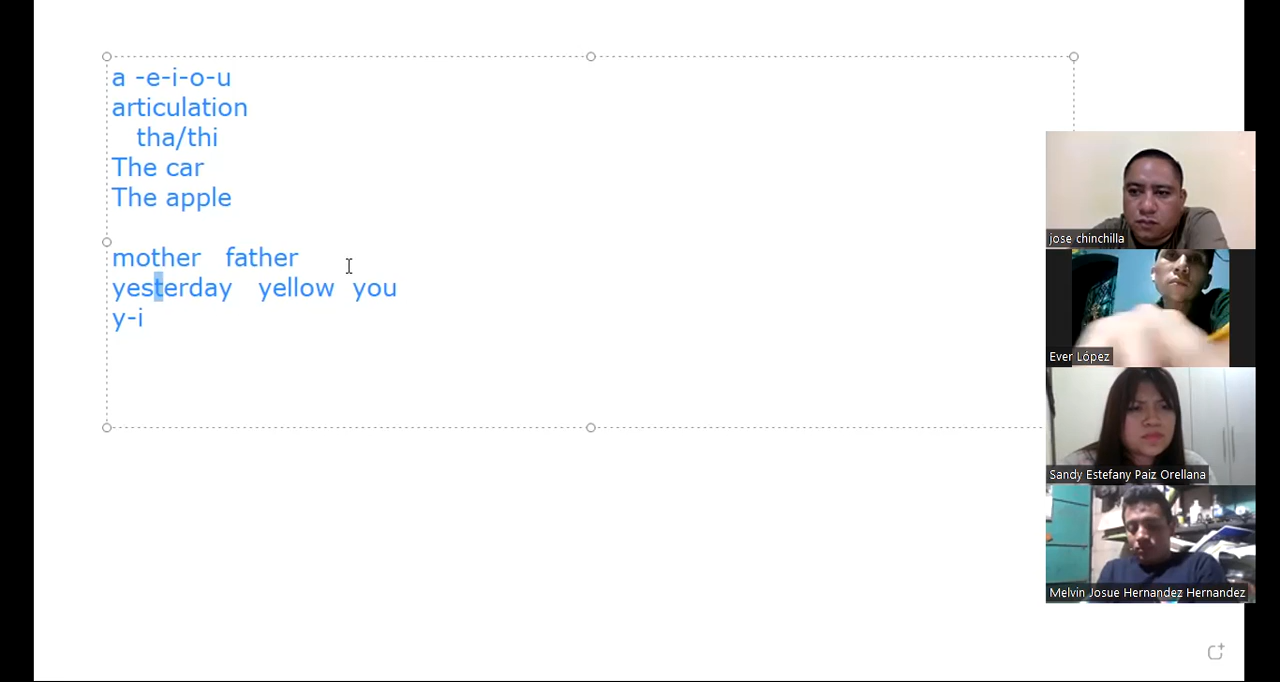 a -e-i-o-u
articulation
tha/thi
The car
The apple
mother father
yesterday yellow you
y-i
jose chinchilla
Ever López
Sandy Estefany Paiz Orellana
Melvin Josue Hernandez Hernandez